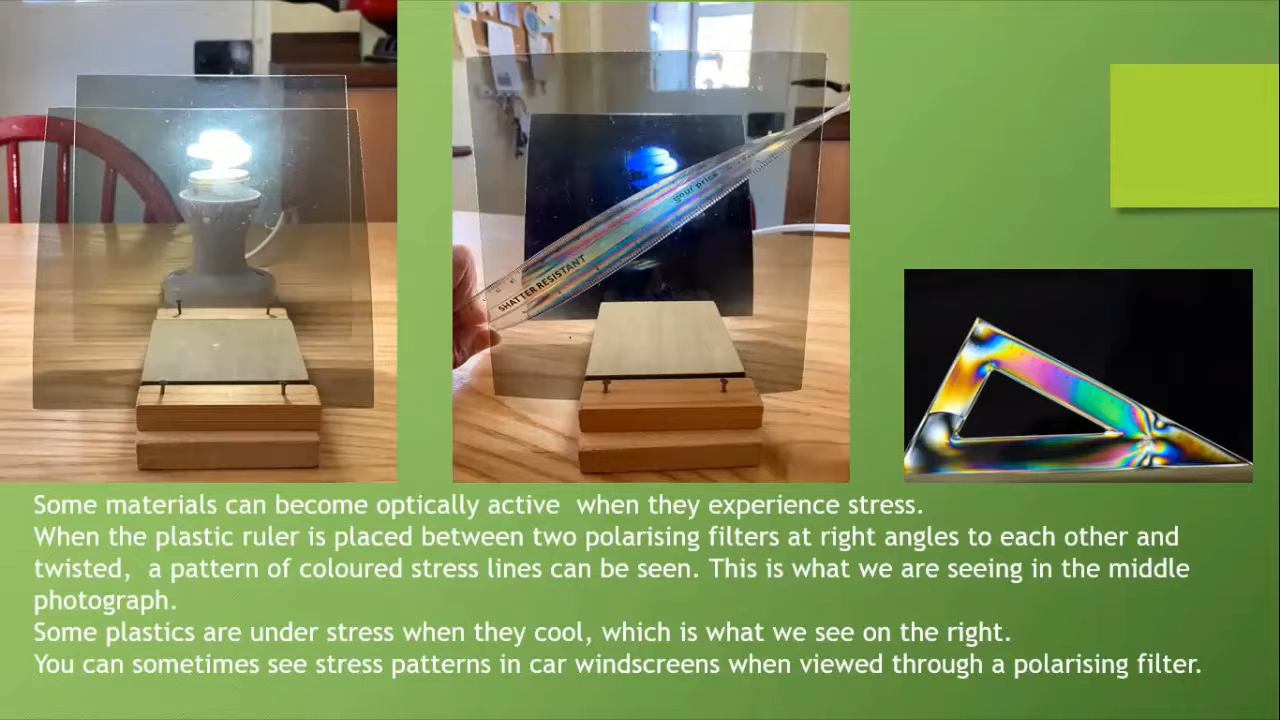 your price
SHATTER RESISTANT
Some materials can become optically active  when they experience stress.
When the plastic ruler is placed between two polarising filters at right angles to each other and
twisted,  a pattern of coloured stress lines can be seen. This is what we are seeing in the middle
photograph.
Some plastics are under stress when they cool, which is what we see on the right.
You can sometimes see stress patterns in car windscreens when viewed through a polarising filter.